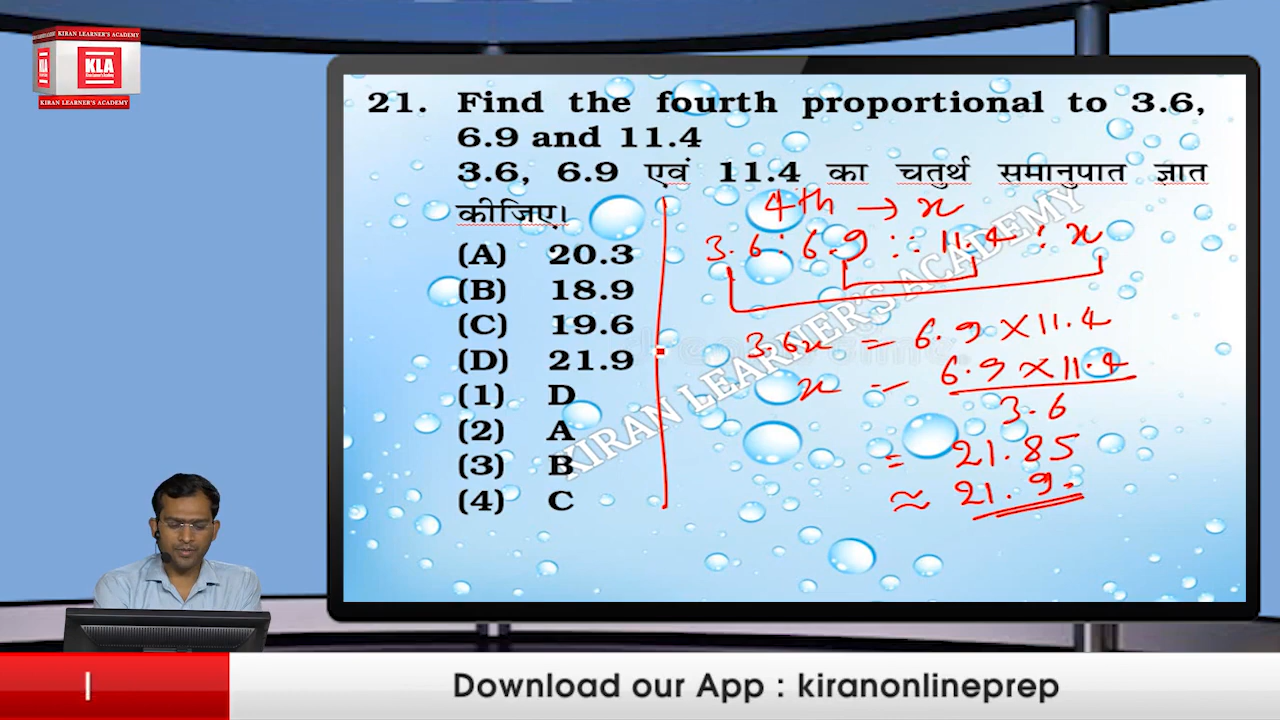 KIRAN LEARNER'S ACADEMY
KLA
Kiran Learner's Academy
KIRAN LEARNER'S ACADEMY
21. Find the fourth proportional to 3.6,
6.9 and 11.4
3.6, 6.9 एवं 11.4 का चतुर्थ समानुपात ज्ञात
कीजिए।
(A) 20.3
(B) 18.9
(C) 19.6
(D) 21.9
(1) D
(2) A
(3) B
(4) C
4th → x
3.6 : 6.9 :: 11.4 : x
3.6x = 6.9 × 11.4
x = 6.9 × 11.4
3.6
= 21.85
≈ 21.9
KIRAN LEARNER'S ACADEMY
Download our App : kiranonlineprep